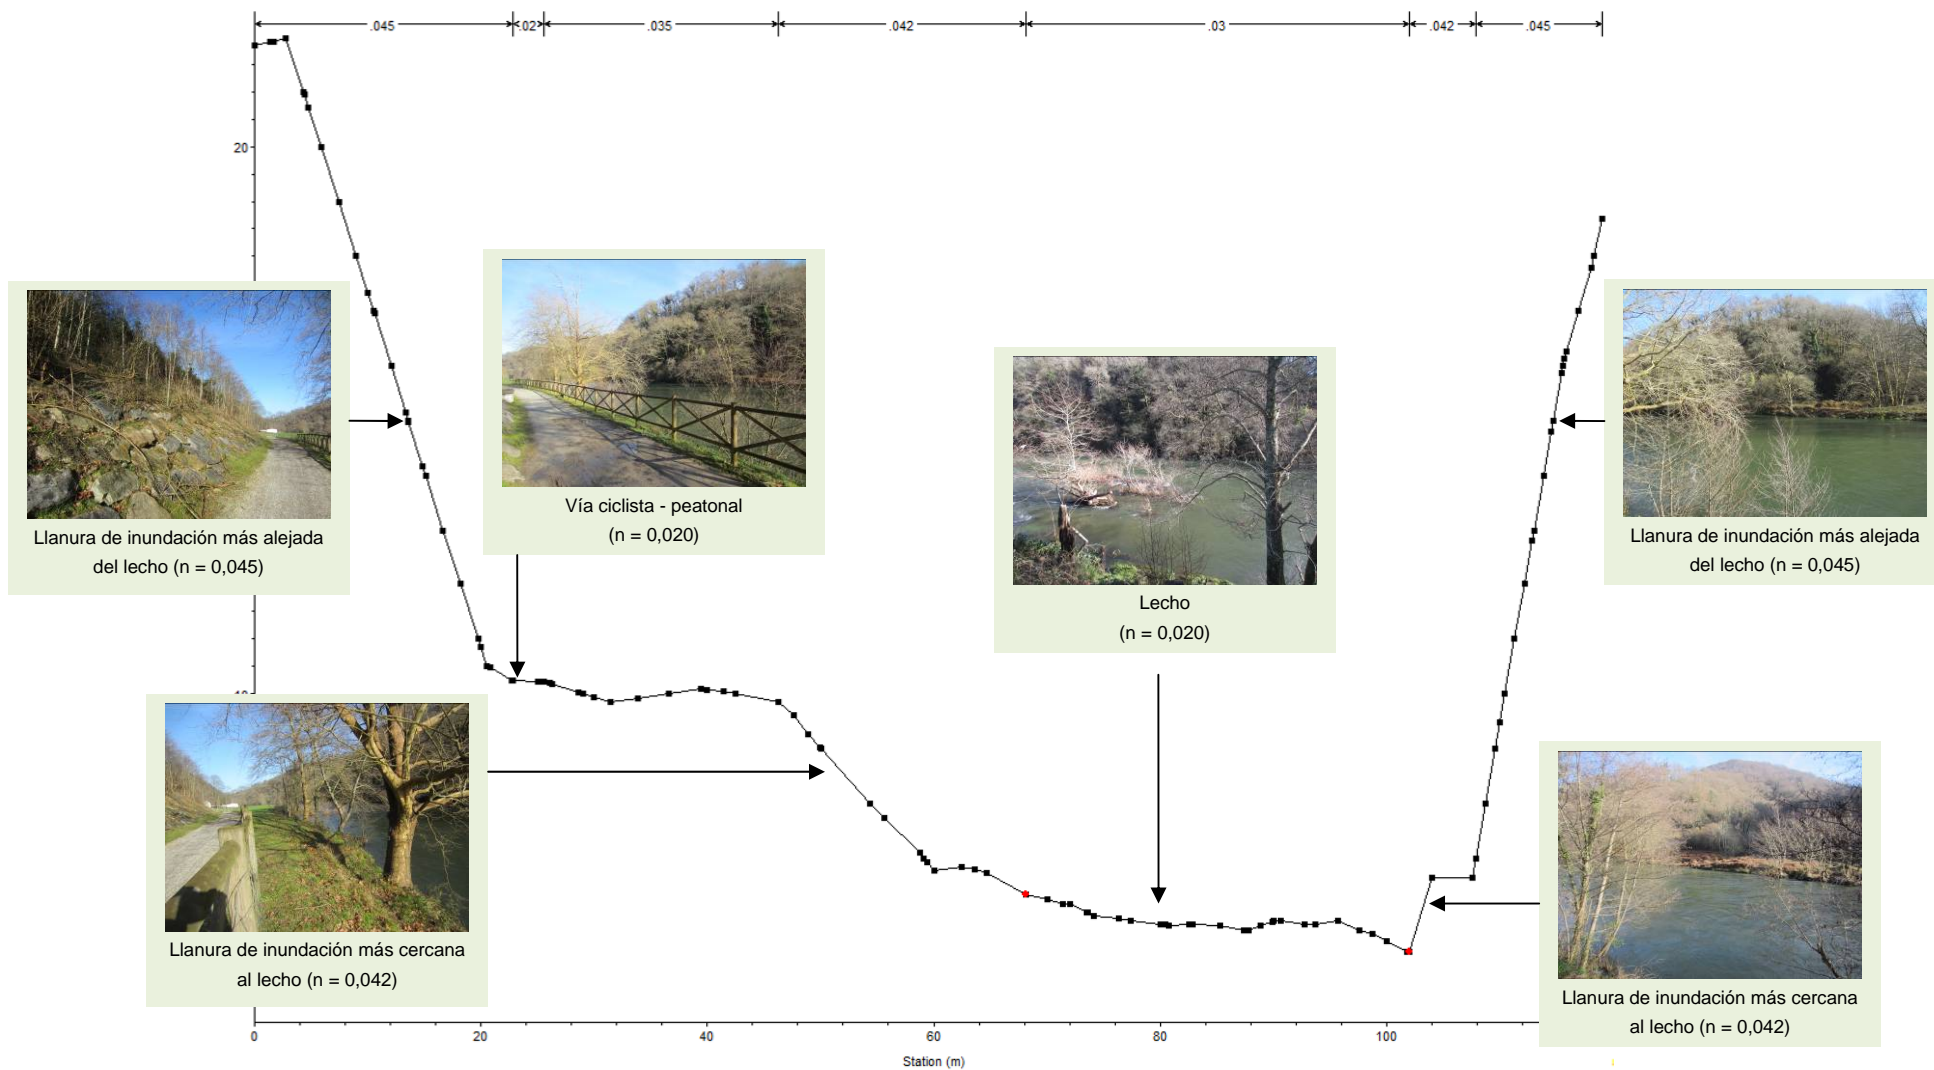 .045 .02 .035 .042 .03 .042 .045
20
Llanura de inundación más alejada
del lecho (n = 0,045)
Vía ciclista - peatonal
(n = 0,020)
Lecho
(n = 0,020)
Llanura de inundación más alejada
del lecho (n = 0,045)
Llanura de inundación más cercana
al lecho (n = 0,042)
Llanura de inundación más cercana
al lecho (n = 0,042)
0 20 40 60 80 100
Station (m)